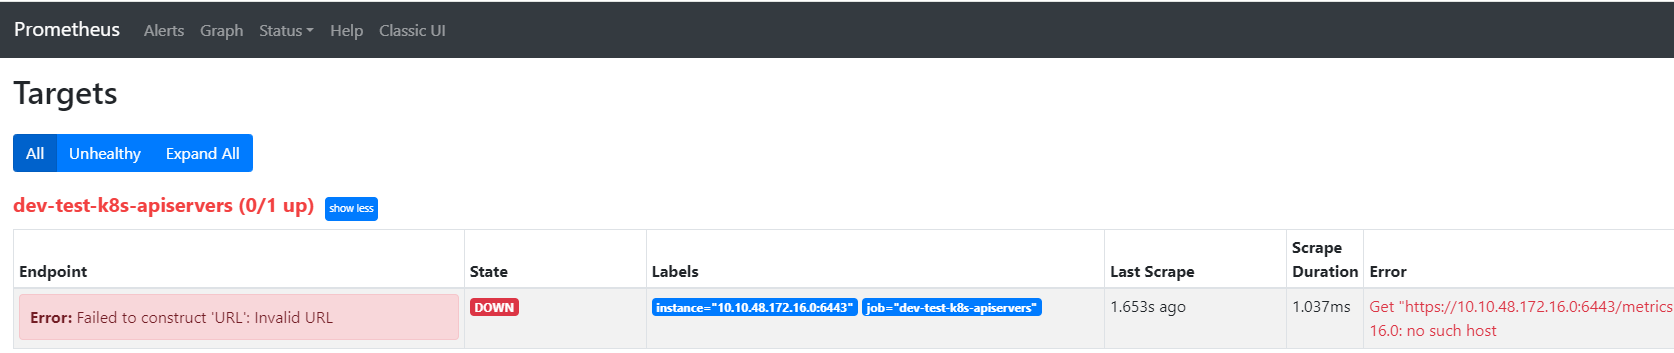 Prometheus Alerts Graph Status Help Classic UI
Targets
All Unhealthy Expand All
dev-test-k8s-apiservers (0/1 up) show less
Endpoint State Labels Last Scrape Scrape Duration Error
Error: Failed to construct 'URL': Invalid URL DOWN instance="10.10.48.172.16.0:6443" job="dev-test-k8s-apiservers" 1.653s ago 1.037ms Get "https://10.10.48.172.16.0:6443/metrics
16.0: no such host